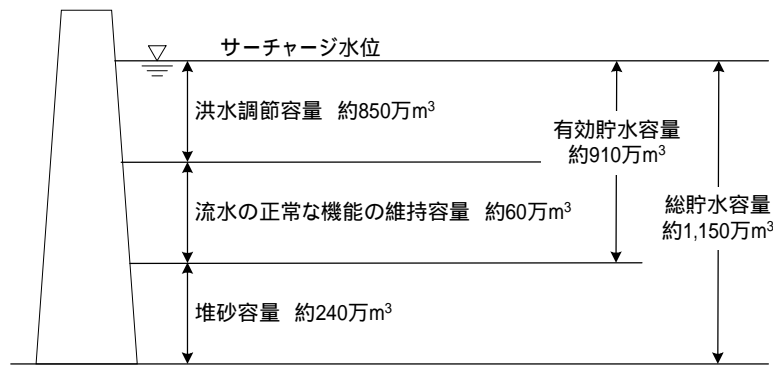 サーチャージ水位
洪水調節容量 約850万m³
有効貯水容量
約910万m³
流水の正常な機能の維持容量 約60万m³
総貯水容量
約1,150万m³
堆砂容量 約240万m³